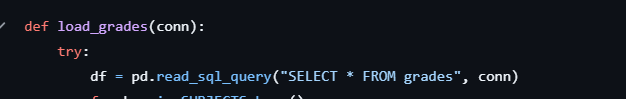 def load_grades(conn):
try:
df = pd.read_sql_query("SELECT * FROM grades", conn)